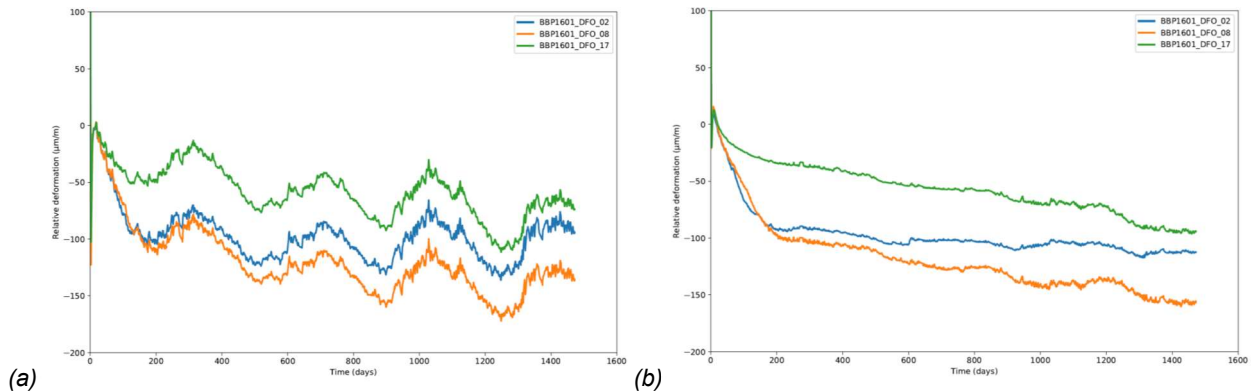 100
50
0
−50
−100
−150
−200
Relative deformation (μm/m)
0
200
400
600
800
1000
1200
1400
1600
Time (days)
BBP1601_DFO_02
BBP1601_DFO_08
BBP1601_DFO_17
(a)
100
50
0
−50
−100
−150
−200
Relative deformation (μm/m)
0
200
400
600
800
1000
1200
1400
1600
Time (days)
BBP1601_DFO_02
BBP1601_DFO_08
BBP1601_DFO_17
(b)